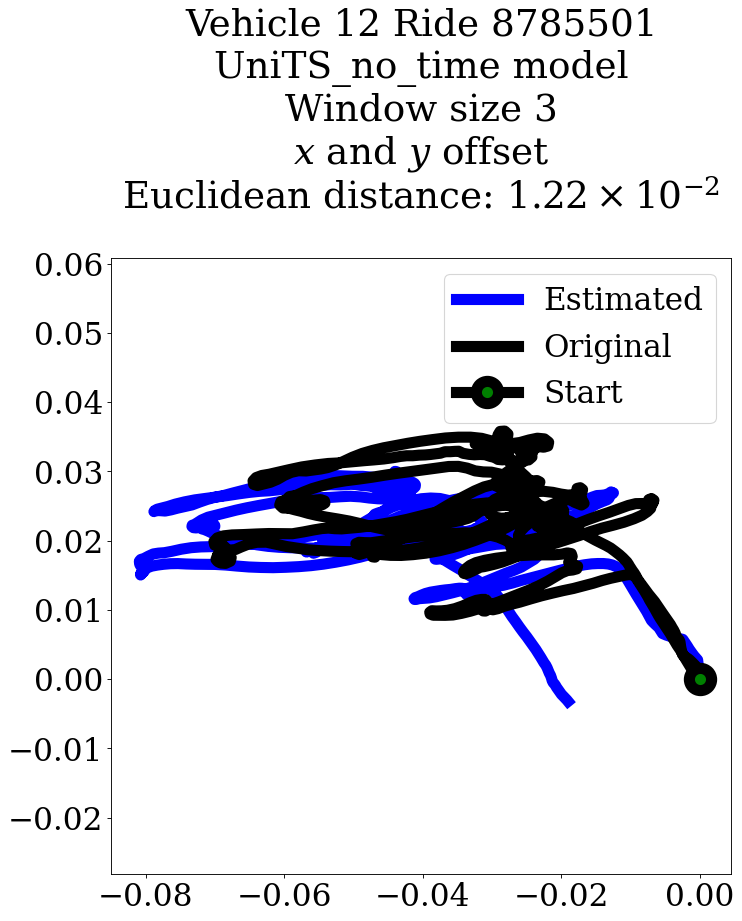 Vehicle 12 Ride 8785501
UniTS_no_time model
Window size 3
x and y offset
Euclidean distance: 1.22 × 10⁻²
Estimated
Original
Start
0.06
0.05
0.04
0.03
0.02
0.01
0.00
−0.01
−0.02
−0.08 −0.06 −0.04 −0.02 0.00